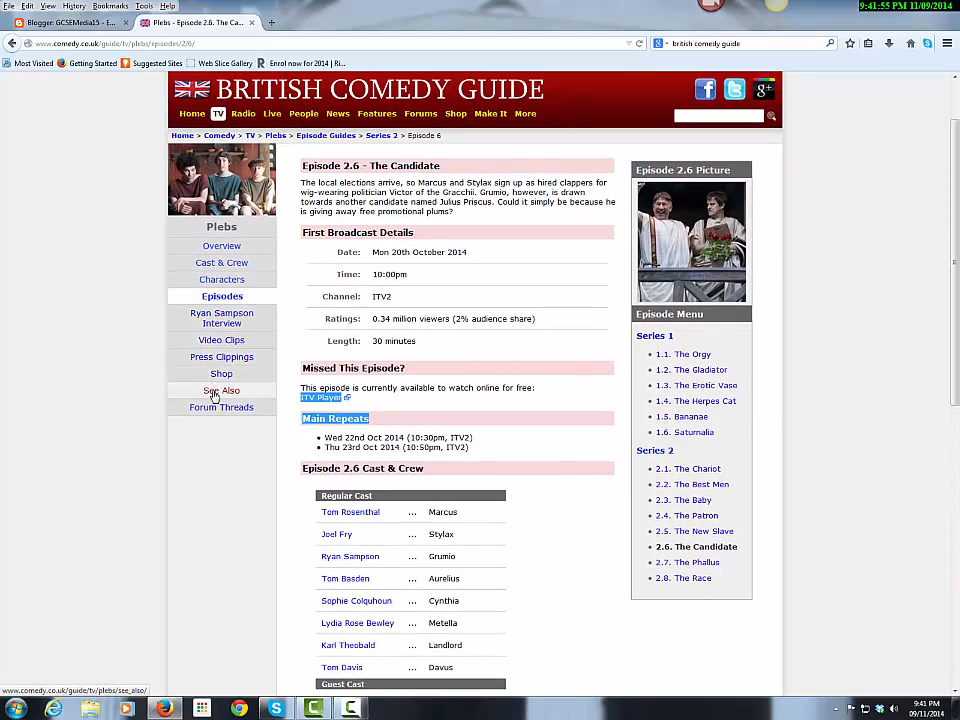 File Edit View History Bookmarks Tools Help
9:41:55 PM 11/09/2014
Blogger: GCSEMedia15 - E... ×
Plebs - Episode 2.6. The Ca... × +
www.comedy.co.uk/guide/tv/plebs/episodes/2/6/
british comedy guide
Most Visited Getting Started Suggested Sites Web Slice Gallery Enrol now for 2014 | Ri...
BRITISH COMEDY GUIDE
Home TV Radio Live People News Features Forums Shop Make It More
Home > Comedy > TV > Plebs > Episode Guides > Series 2 > Episode 6
Plebs
Overview
Cast & Crew
Characters
Episodes
Ryan Sampson
Interview
Video Clips
Press Clippings
Shop
See Also
Forum Threads
Episode 2.6 - The Candidate
The local elections arrive, so Marcus and Stylax sign up as hired clappers for
wig-wearing politician Victor of the Gracchii. Grumio, however, is drawn
towards another candidate named Julius Priscus. Could it simply be because he
is giving away free promotional plums?
First Broadcast Details
Date: Mon 20th October 2014
Time: 10:00pm
Channel: ITV2
Ratings: 0.34 million viewers (2% audience share)
Length: 30 minutes
Missed This Episode?
This episode is currently available to watch online for free:
ITV Player
Main Repeats
• Wed 22nd Oct 2014 (10:30pm, ITV2)
• Thu 23rd Oct 2014 (10:50pm, ITV2)
Episode 2.6 Cast & Crew
Regular Cast
Tom Rosenthal ... Marcus
Joel Fry ... Stylax
Ryan Sampson ... Grumio
Tom Basden ... Aurelius
Sophie Colquhoun ... Cynthia
Lydia Rose Bewley ... Metella
Karl Theobald ... Landlord
Tom Davis ... Davus
Guest Cast
Episode 2.6 Picture
Episode Menu
Series 1
• 1.1. The Orgy
• 1.2. The Gladiator
• 1.3. The Erotic Vase
• 1.4. The Herpes Cat
• 1.5. Bananae
• 1.6. Saturnalia
Series 2
• 2.1. The Chariot
• 2.2. The Best Men
• 2.3. The Baby
• 2.4. The Patron
• 2.5. The New Slave
• 2.6. The Candidate
• 2.7. The Phallus
• 2.8. The Race
www.comedy.co.uk/guide/tv/plebs/see_also/
9:41 PM
09/11/2014